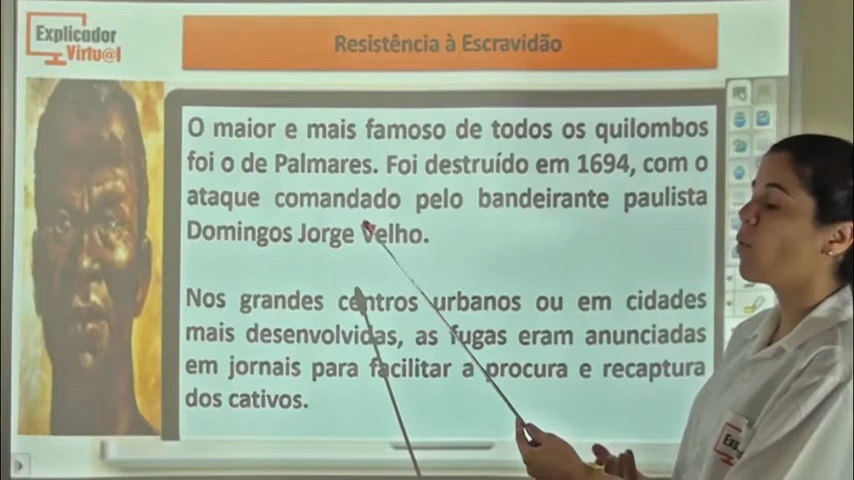 Explicador
Virtu@l
Resistência à Escravidão
O maior e mais famoso de todos os quilombos
foi o de Palmares. Foi destruído em 1694, com o
ataque comandado pelo bandeirante paulista
Domingos Jorge Velho.
Nos grandes centros urbanos ou em cidades
mais desenvolvidas, as fugas eram anunciadas
em jornais para facilitar a procura e recaptura
dos cativos.